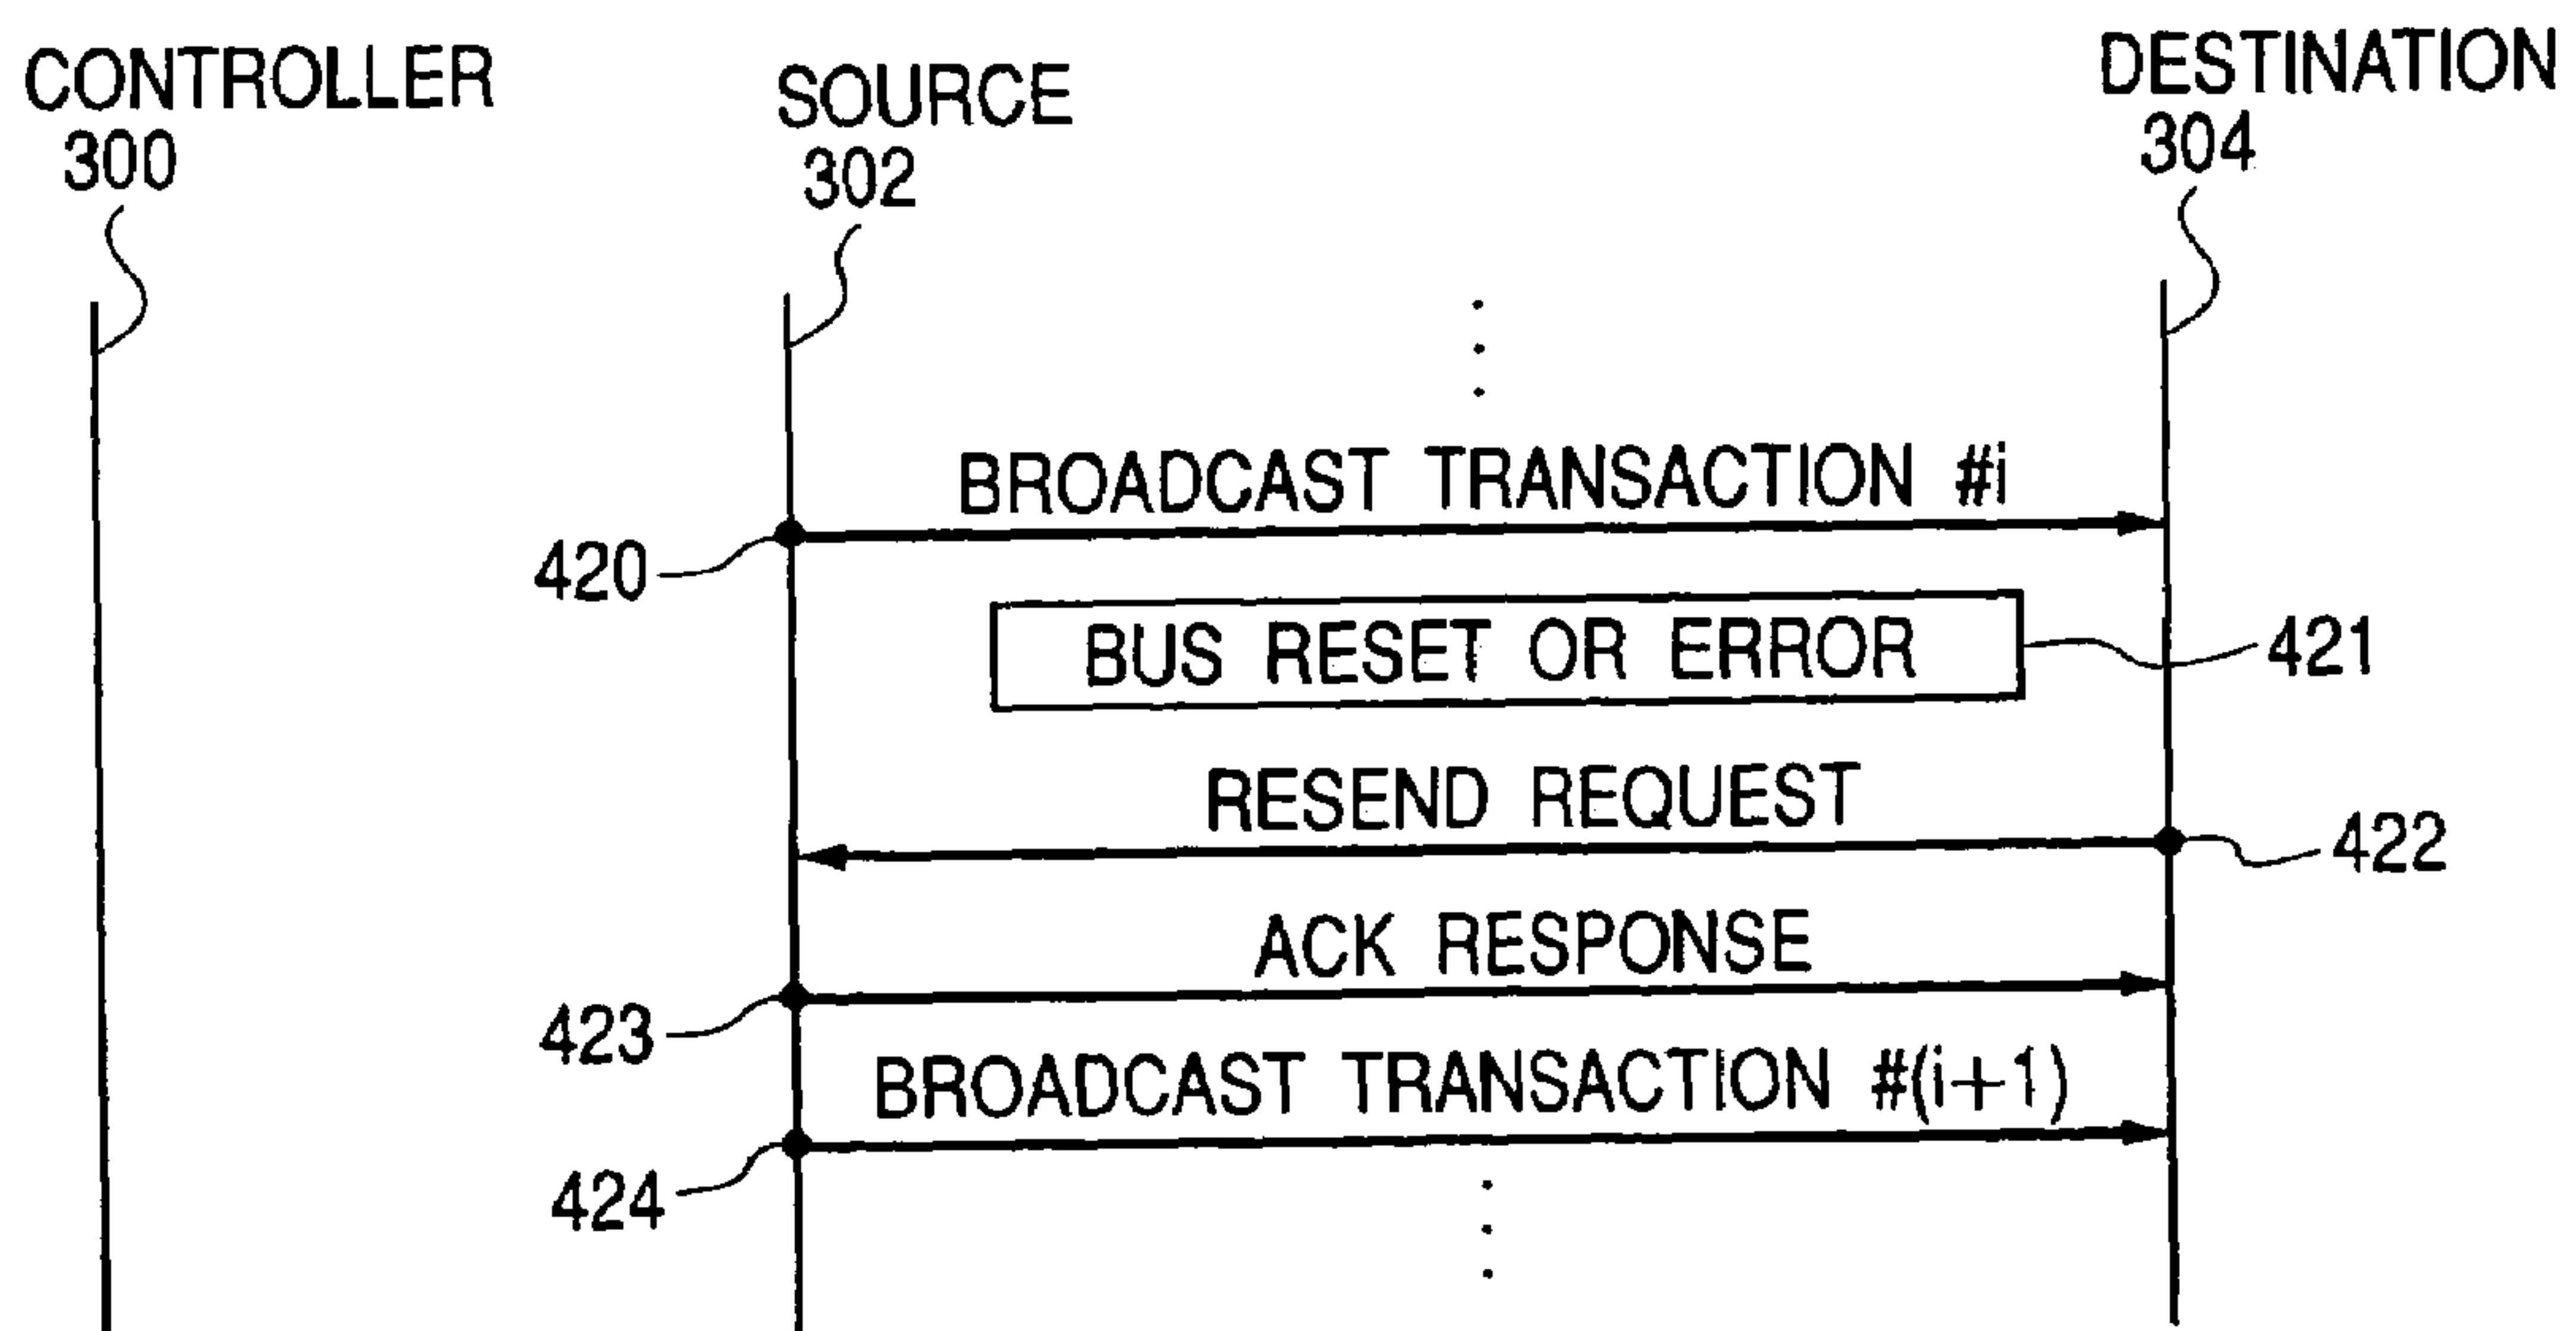 CONTROLLER
300
SOURCE
302
DESTINATION
304
BROADCAST TRANSACTION #i
420
BUS RESET OR ERROR
421
RESEND REQUEST
422
ACK RESPONSE
423
BROADCAST TRANSACTION #(i+1)
424